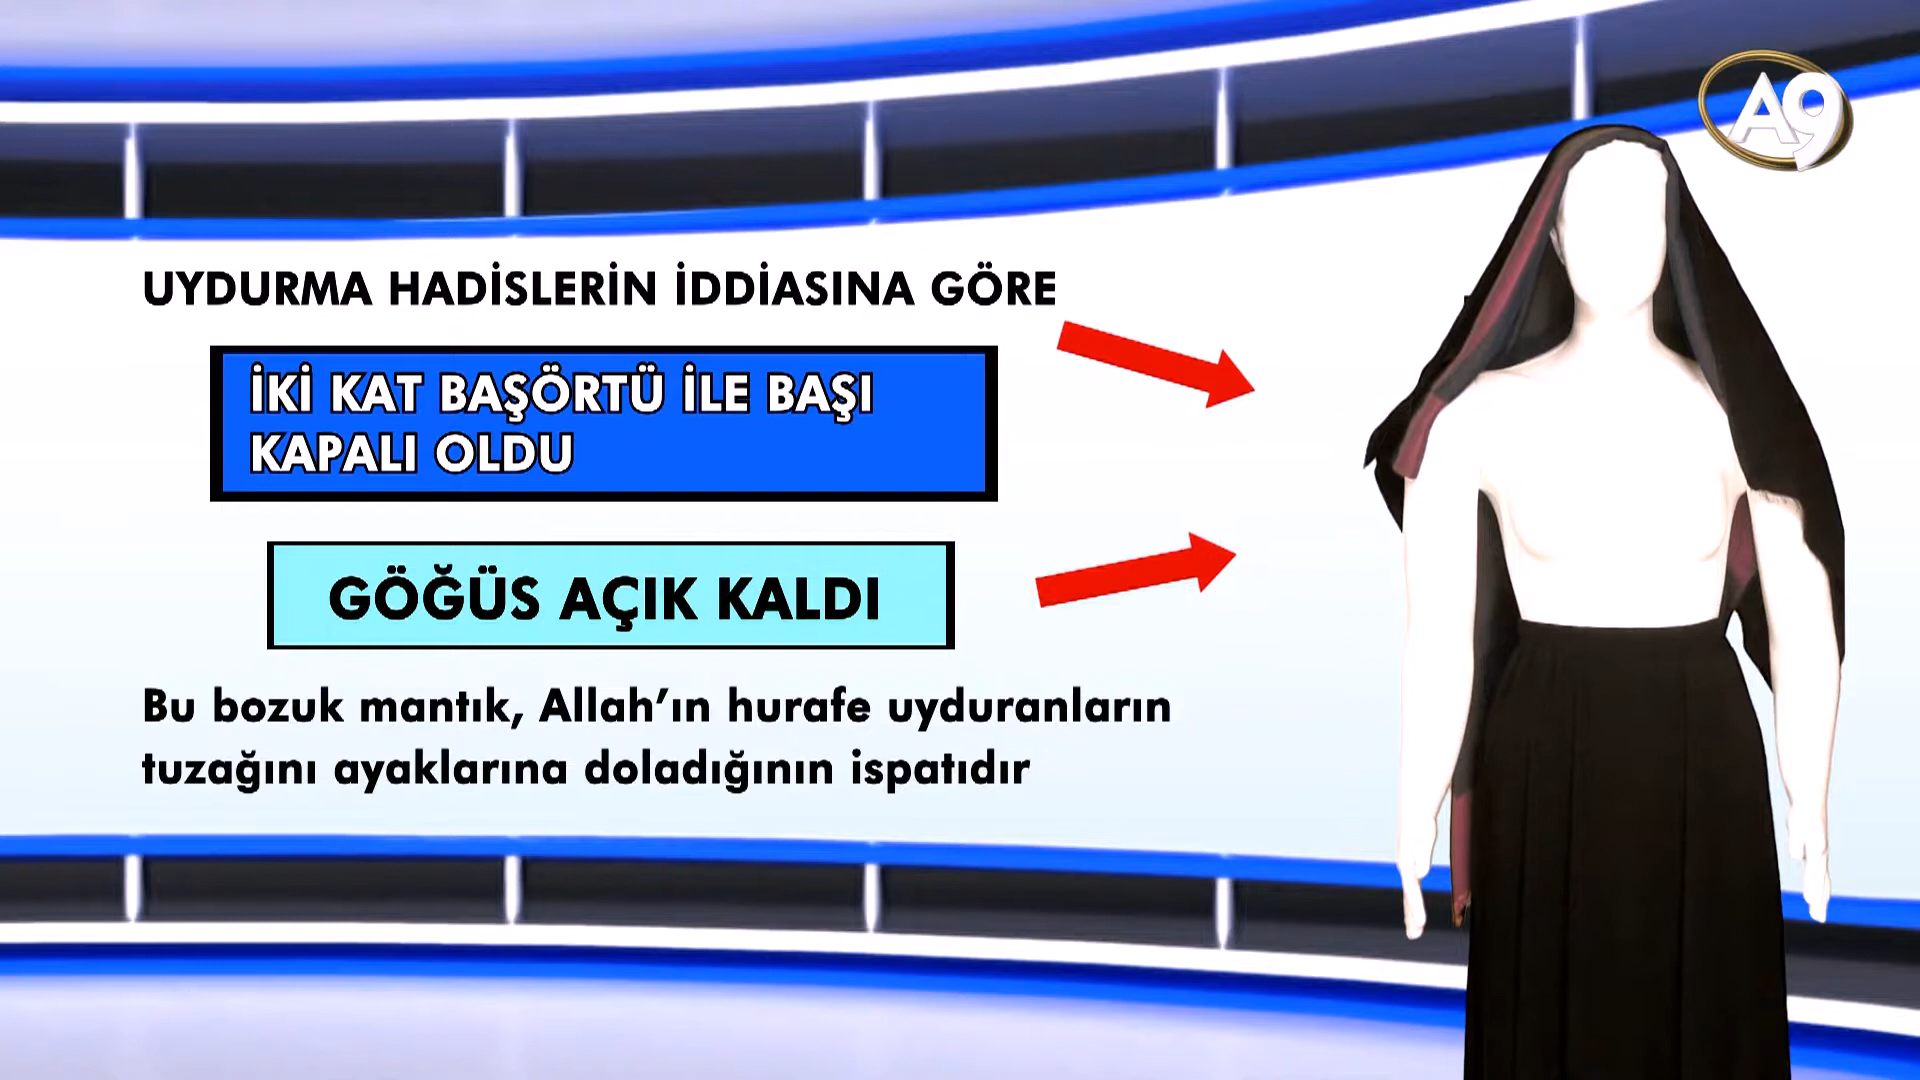 A9
UYDURMA HADİSLERİN İDDİASINA GÖRE
İKİ KAT BAŞÖRTÜ İLE BAŞI
KAPALI OLDU
GÖĞÜS AÇIK KALDI
Bu bozuk mantık, Allah’ın hurafe uyduranların
tuzağını ayaklarına doladığının ispatıdır